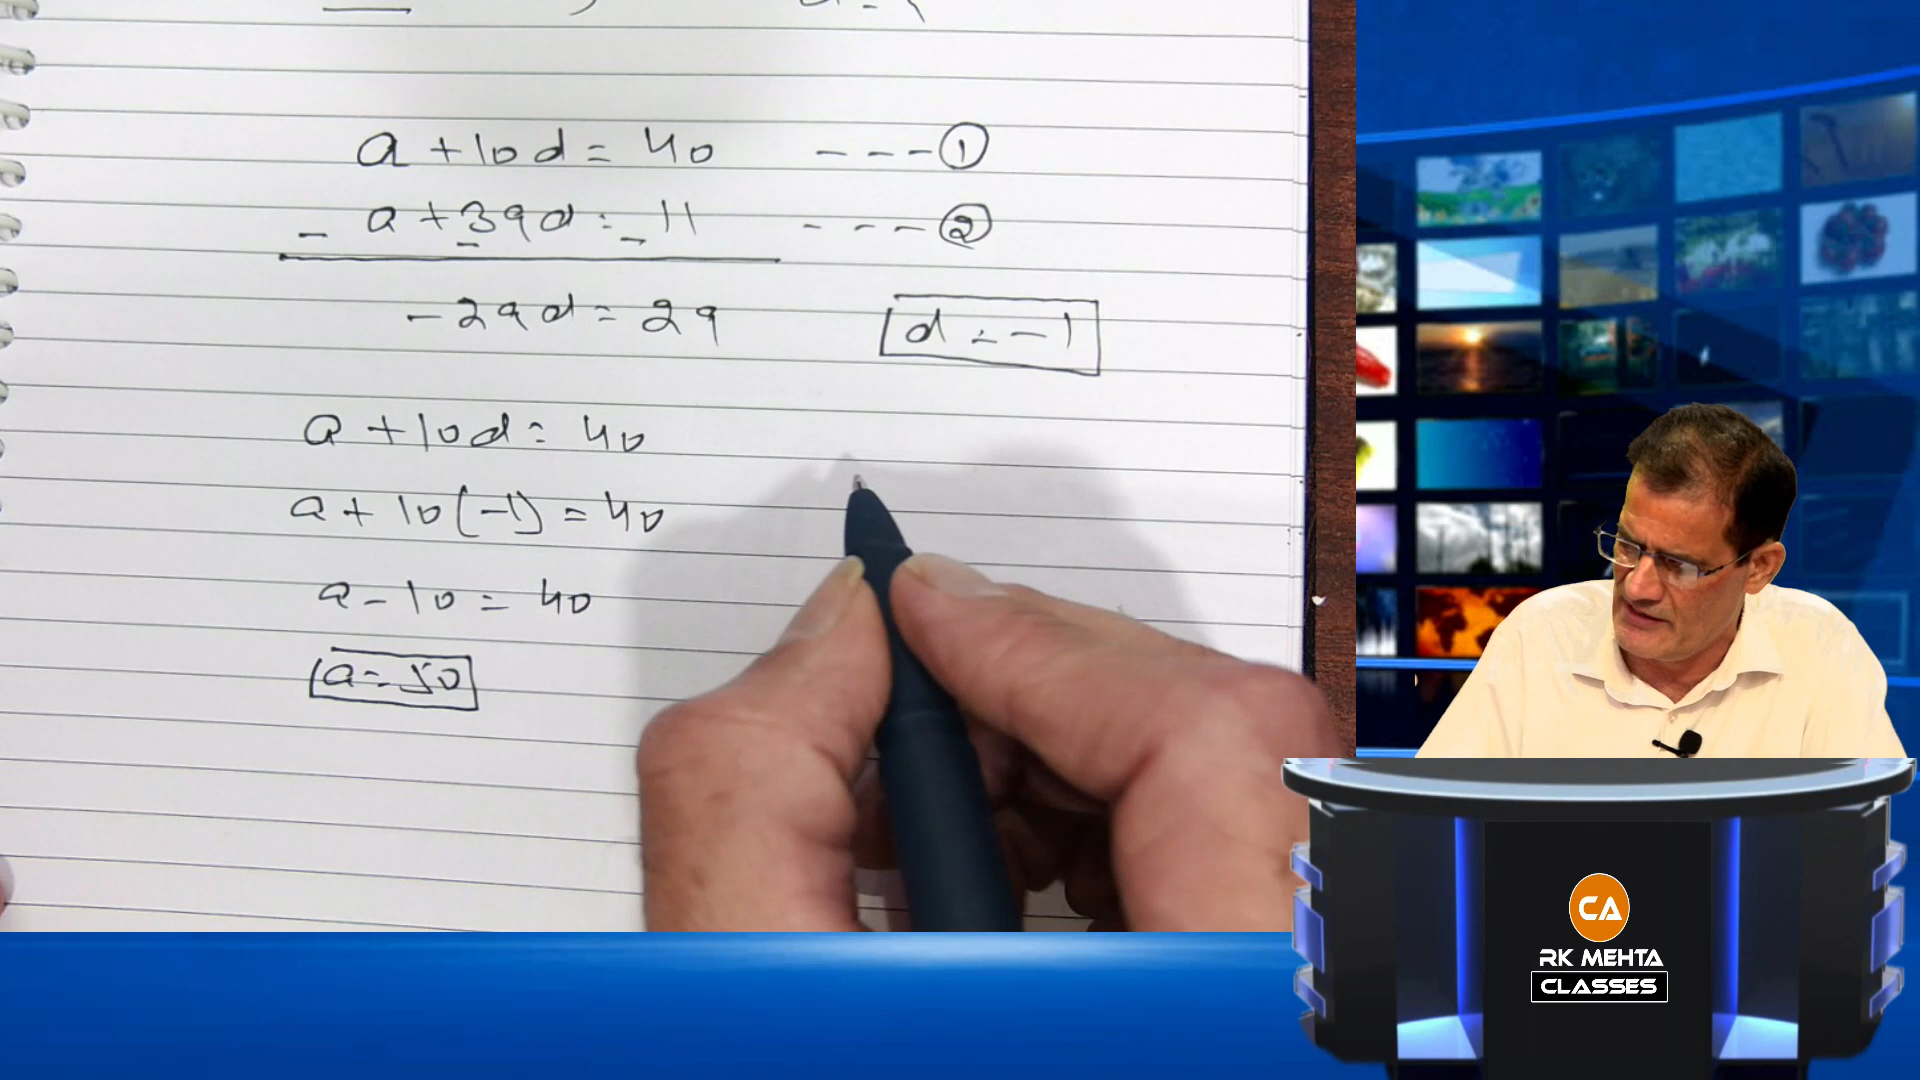 a + 10d = 40 ---①
- a + 39d = 11 ---②
- -
-29d = 29 d = -1
a + 10d = 40
a + 10(-1) = 40
a - 10 = 40
a = 50
CA
RK MEHTA
CLASSES